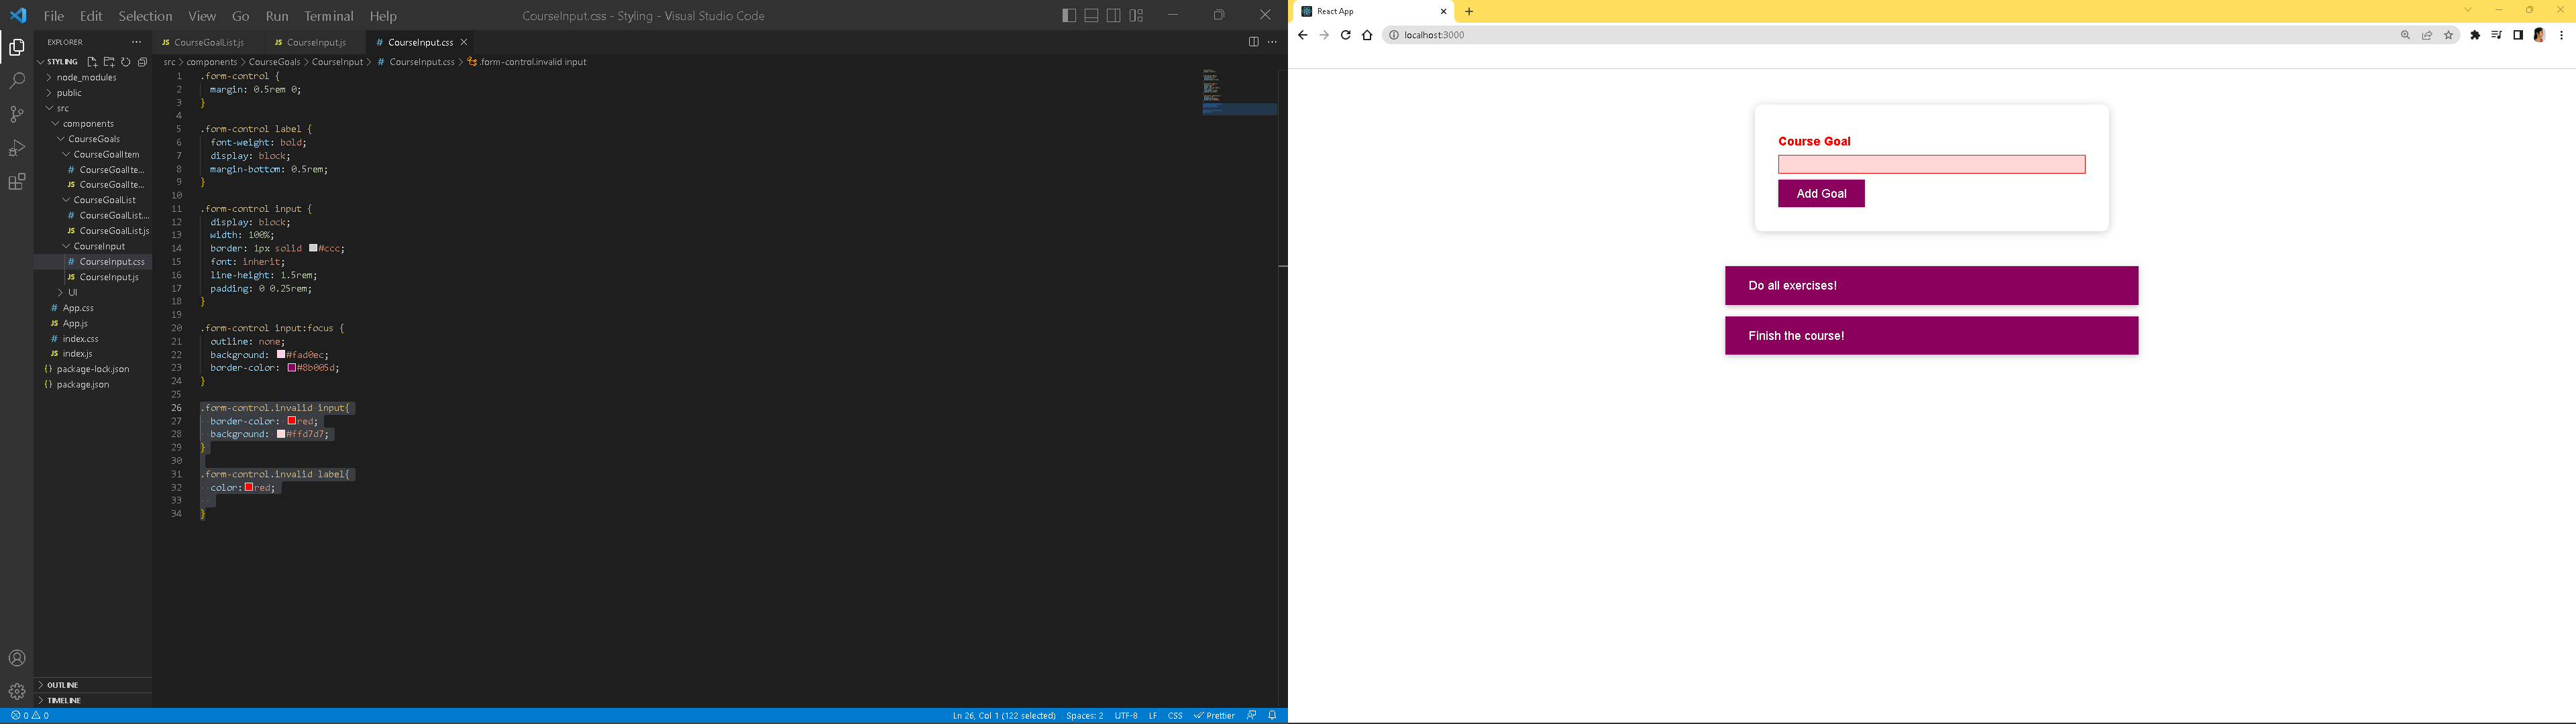 File Edit Selection View Go Run Terminal Help
CourseInput.css - Styling - Visual Studio Code
EXPLORER
STYLING
node_modules
public
src
components
CourseGoals
CourseGoalItem
# CourseGoalIte...
JS CourseGoalIte...
CourseGoalList
# CourseGoalList....
JS CourseGoalList.js
CourseInput
# CourseInput.css
JS CourseInput.js
UI
# App.css
JS App.js
# index.css
JS index.js
{} package-lock.json
{} package.json
OUTLINE
TIMELINE
JS CourseGoalList.js JS CourseInput.js # CourseInput.css
src > components > CourseGoals > CourseInput > # CourseInput.css > .form-control.invalid input
1 .form-control {
2 margin: 0.5rem 0;
3 }
4
5 .form-control label {
6 font-weight: bold;
7 display: block;
8 margin-bottom: 0.5rem;
9 }
10
11 .form-control input {
12 display: block;
13 width: 100%;
14 border: 1px solid #ccc;
15 font: inherit;
16 line-height: 1.5rem;
17 padding: 0 0.25rem;
18 }
19
20 .form-control input:focus {
21 outline: none;
22 background: #fad0ec;
23 border-color: #8b005d;
24 }
25
26 .form-control.invalid input{
27 border-color: red;
28 background: #ffd7d7;
29 }
30
31 .form-control.invalid label{
32 color: red;
33
34 }
0 0
Ln 26, Col 1 (122 selected) Spaces: 2 UTF-8 LF CSS Prettier
React App
localhost:3000
Course Goal
Add Goal
Do all exercises!
Finish the course!